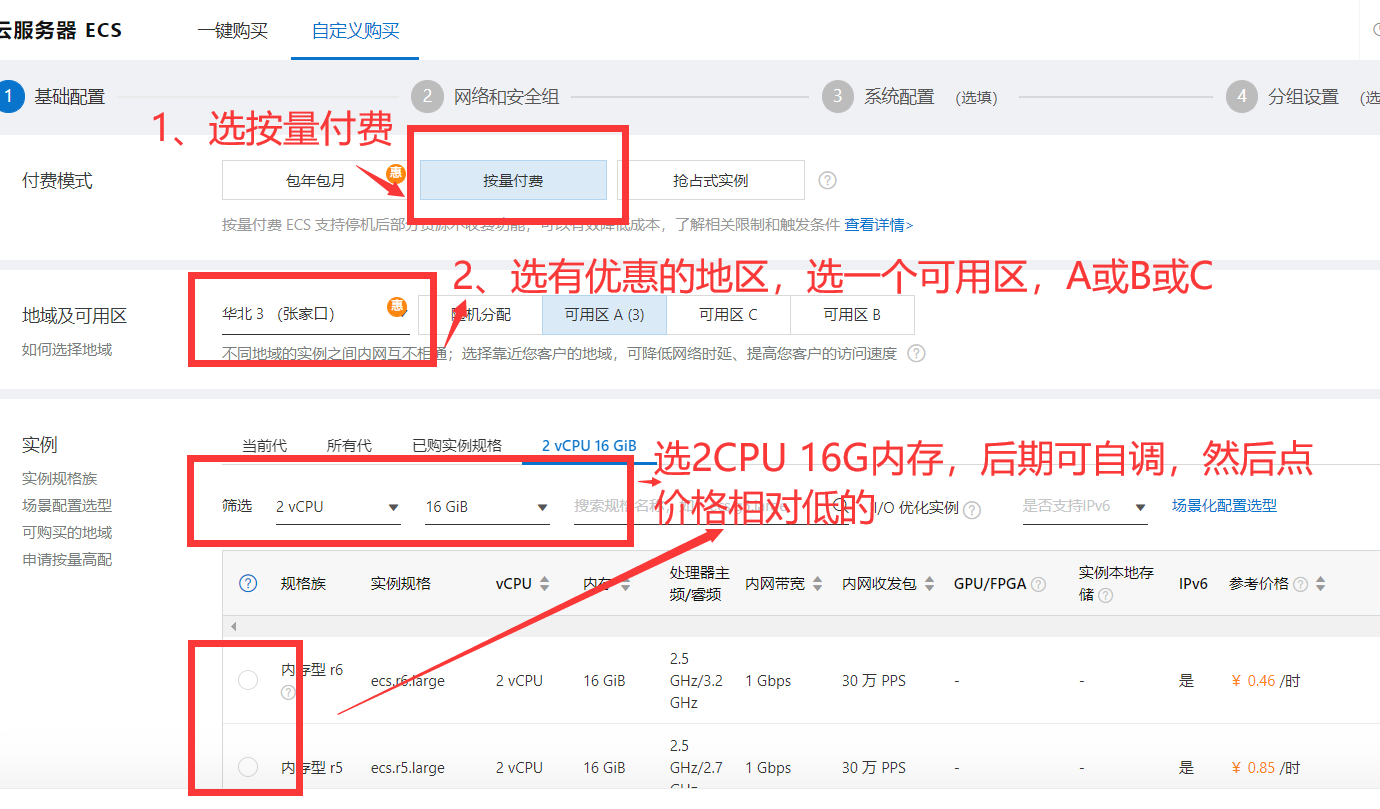 云服务器 ECS 一键购买 自定义购买
1 基础配置 2 网络和安全组 3 系统配置 (选填) 4 分组设置 (选
1、选按量付费
付费模式 包年包月 惠 按量付费 抢占式实例 ?
按量付费 ECS 支持停机后部分资源不收费功能，可以有效降低成本，了解相关限制和触发条件 查看详情>
2、选有优惠的地区，选一个可用区，A或B或C
地域及可用区 华北 3 （张家口） 惠 随机分配 可用区 A (3) 可用区 C 可用区 B
如何选择地域 不同地域的实例之间内网互不相通；选择靠近您客户的地域，可降低网络时延、提高您客户的访问速度 ?
实例 当前代 所有代 已购实例规格 2 vCPU 16 GiB
选2CPU 16G内存，后期可自调，然后点
价格相对低的
实例规格族
场景配置选型
可购买的地域
申请按量高配
筛选 2 vCPU 16 GiB 搜索规格名称， I/O 优化实例 ? 是否支持IPv6 场景化配置选型
? 规格族 实例规格 vCPU 内存 处理器主
频/睿频 内网带宽 内网收发包 GPU/FPGA ? 实例本地存
储 ? IPv6 参考价格 ?
内存型 r6 ? ecs.r6.large 2 vCPU 16 GiB 2.5
GHz/3.2
GHz 1 Gbps 30 万 PPS - - 是 ¥ 0.46 /时
内存型 r5 ecs.r5.large 2 vCPU 16 GiB 2.5
GHz/2.7
GHz 1 Gbps 30 万 PPS - - 是 ¥ 0.85 /时